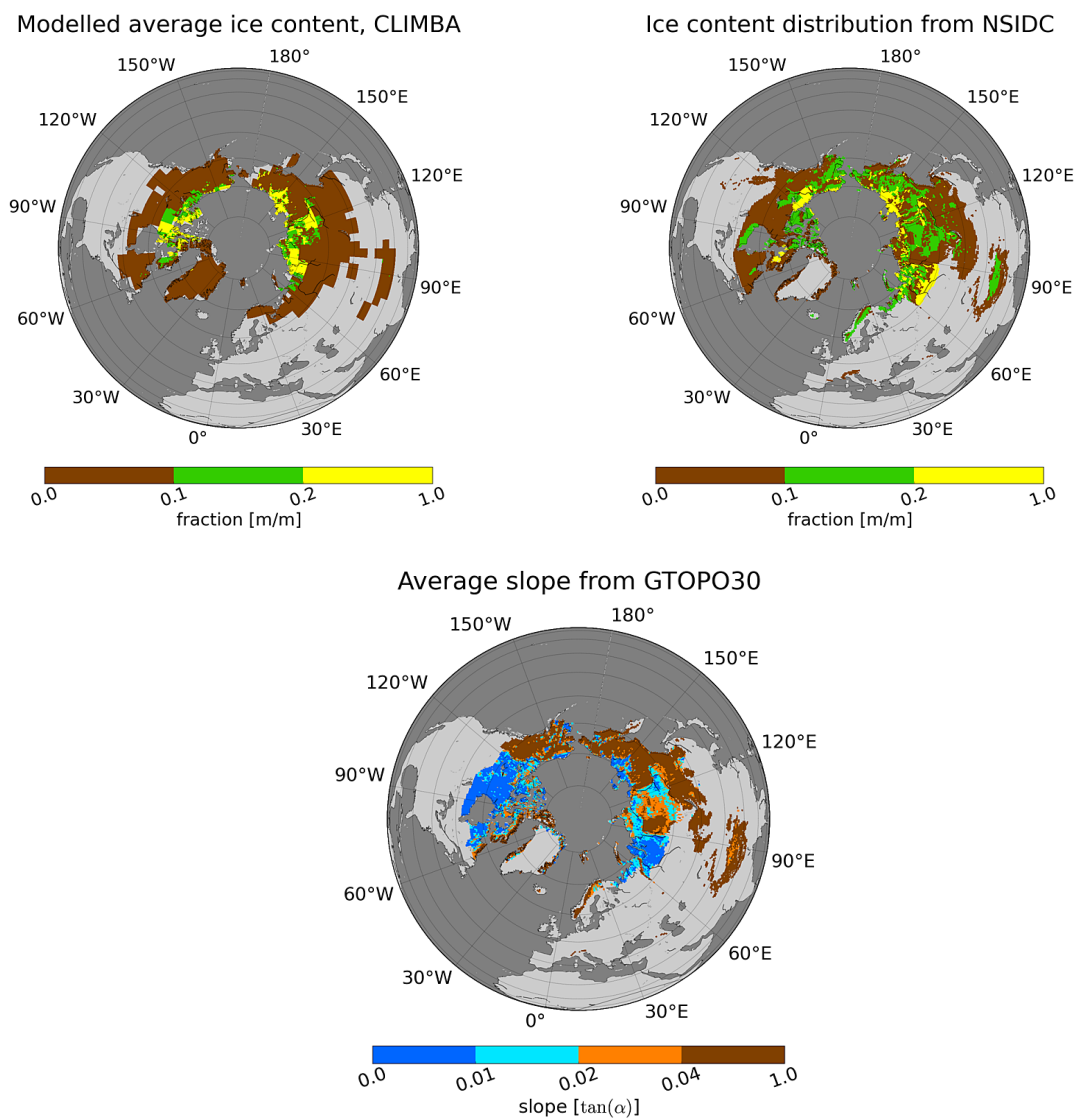 Modelled average ice content, CLIMBA
180°
150°W
150°E
120°W
120°E
90°W
90°E
60°W
60°E
30°W
30°E
0°
0.0 0.1 0.2 1.0
fraction [m/m]
Ice content distribution from NSIDC
180°
150°W
150°E
120°W
120°E
90°W
90°E
60°W
60°E
30°W
30°E
0°
0.0 0.1 0.2 1.0
fraction [m/m]
Average slope from GTOPO30
180°
150°W
150°E
120°W
120°E
90°W
90°E
60°W
60°E
30°W
30°E
0°
0.0 0.01 0.02 0.04 1.0
slope [tan(α)]